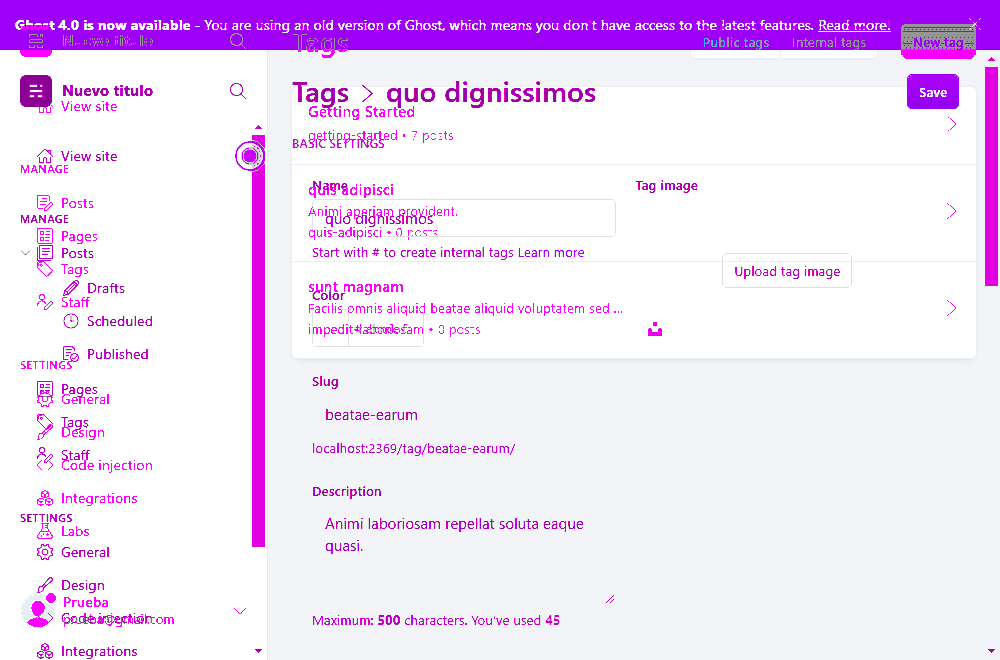 Ghost 4.0 is now available - You are using an old version of Ghost, which means you don't have access to the latest features. Read more!
Nuevo titulo
Tags
Public tags
Internal tags
New tag
Nuevo titulo
View site
View site
MANAGE
Posts
MANAGE
Pages
Posts
Tags
Drafts
Staff
Scheduled
Published
SETTINGS
Pages
General
Tags
Design
Staff
Code injection
Integrations
SETTINGS
Labs
General
Design
Prueba
Code injection
prueba@gmail.com
Integrations
Tags > quo dignissimos
Save
Getting Started
getting-started • 7 posts
BASIC SETTINGS
Name
quis adipisci
Tag image
Animi aperiam provident.
quo dignissimos
quis-adipisci • 0 posts
Start with # to create internal tags Learn more
Upload tag image
sunt magnam
Color
Facilis omnis aliquid beatae aliquid voluptatem sed ...
• 0 posts
Slug
beatae-earum
localhost:2369/tag/beatae-earum/
Description
Animi laboriosam repellat soluta eaque
quasi.
Maximum: 500 characters. You've used 45